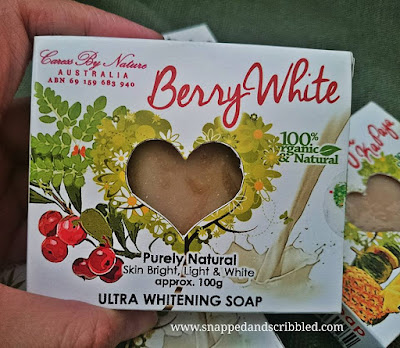 Caress By Nature
AUSTRALIA
ABN 69 159 683 940
Berry-White
100%
Organic
& Natural
Purely Natural
Skin Bright, Light & White
approx. 100g
ULTRA WHITENING SOAP
www.snappedandscribbled.com